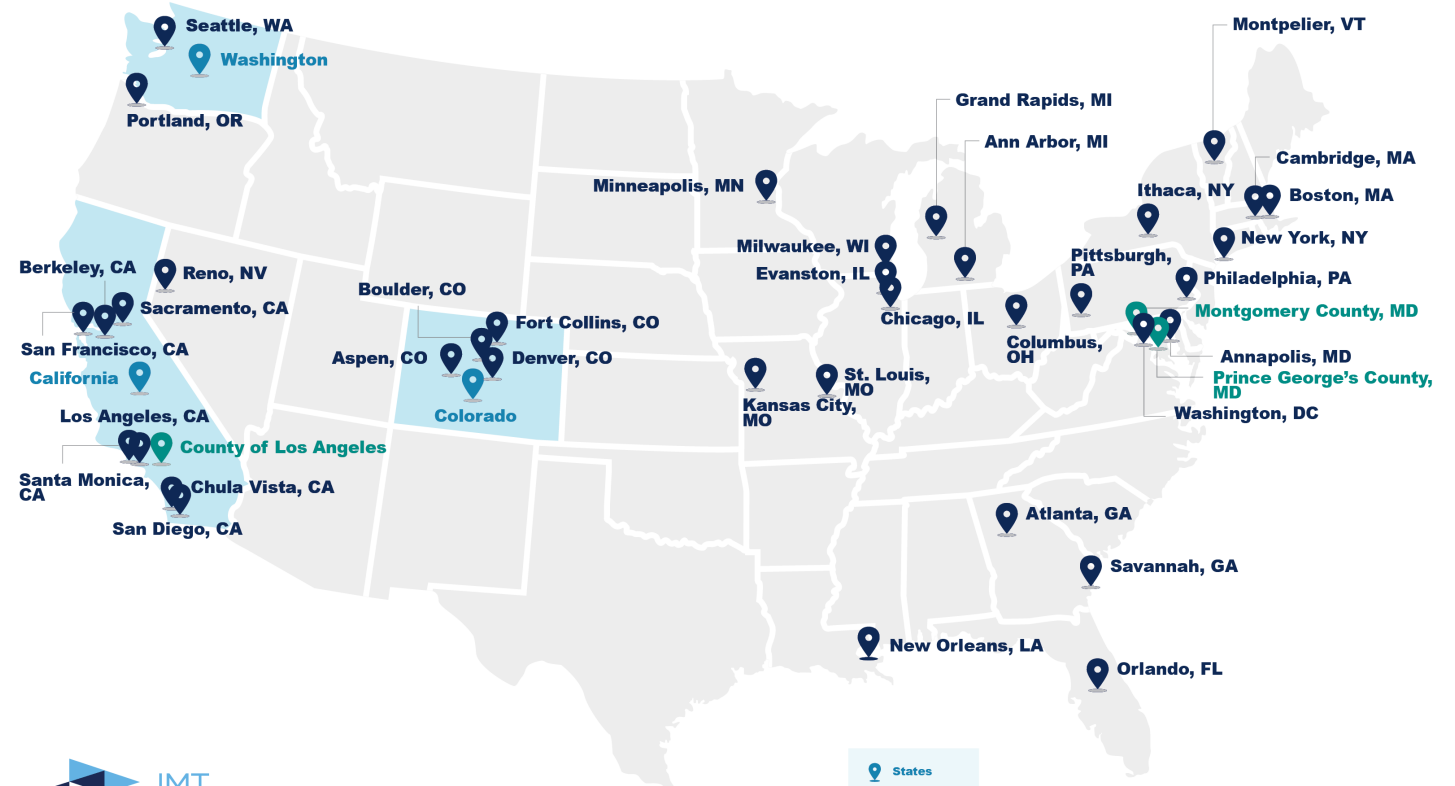 Montpelier, VT
Seattle, WA
Washington
Grand Rapids, MI
Portland, OR
Ann Arbor, MI
Cambridge, MA
Minneapolis, MN
Ithaca, NY
Boston, MA
New York, NY
Milwaukee, WI
Pittsburgh,
PA
Berkeley, CA
Reno, NV
Evanston, IL
Philadelphia, PA
Boulder, CO
Sacramento, CA
Montgomery County, MD
Chicago, IL
Fort Collins, CO
Columbus,
OH
San Francisco, CA
Aspen, CO
Denver, CO
Annapolis, MD
California
St. Louis,
MO
Prince George's County,
MD
Kansas City,
MO
Washington, DC
Los Angeles, CA
Colorado
County of Los Angeles
Santa Monica,
CA
Chula Vista, CA
San Diego, CA
Atlanta, GA
Savannah, GA
New Orleans, LA
Orlando, FL
States
IMT